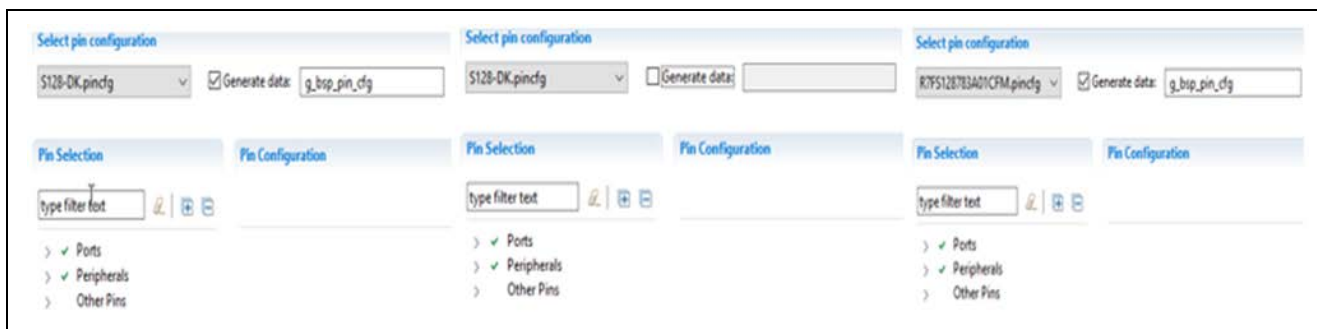 Select pin configuration
S128-DK.pincfg Generate data: g_bsp_pin_cfg
Pin Selection Pin Configuration
type filter text
Ports
Peripherals
Other Pins
Select pin configuration
S128-DK.pincfg Generate data:
Pin Selection Pin Configuration
type filter text
Ports
Peripherals
Other Pins
Select pin configuration
R7FS128783A01CFM.pincfg Generate data: g_bsp_pin_cfg
Pin Selection Pin Configuration
type filter text
Ports
Peripherals
Other Pins